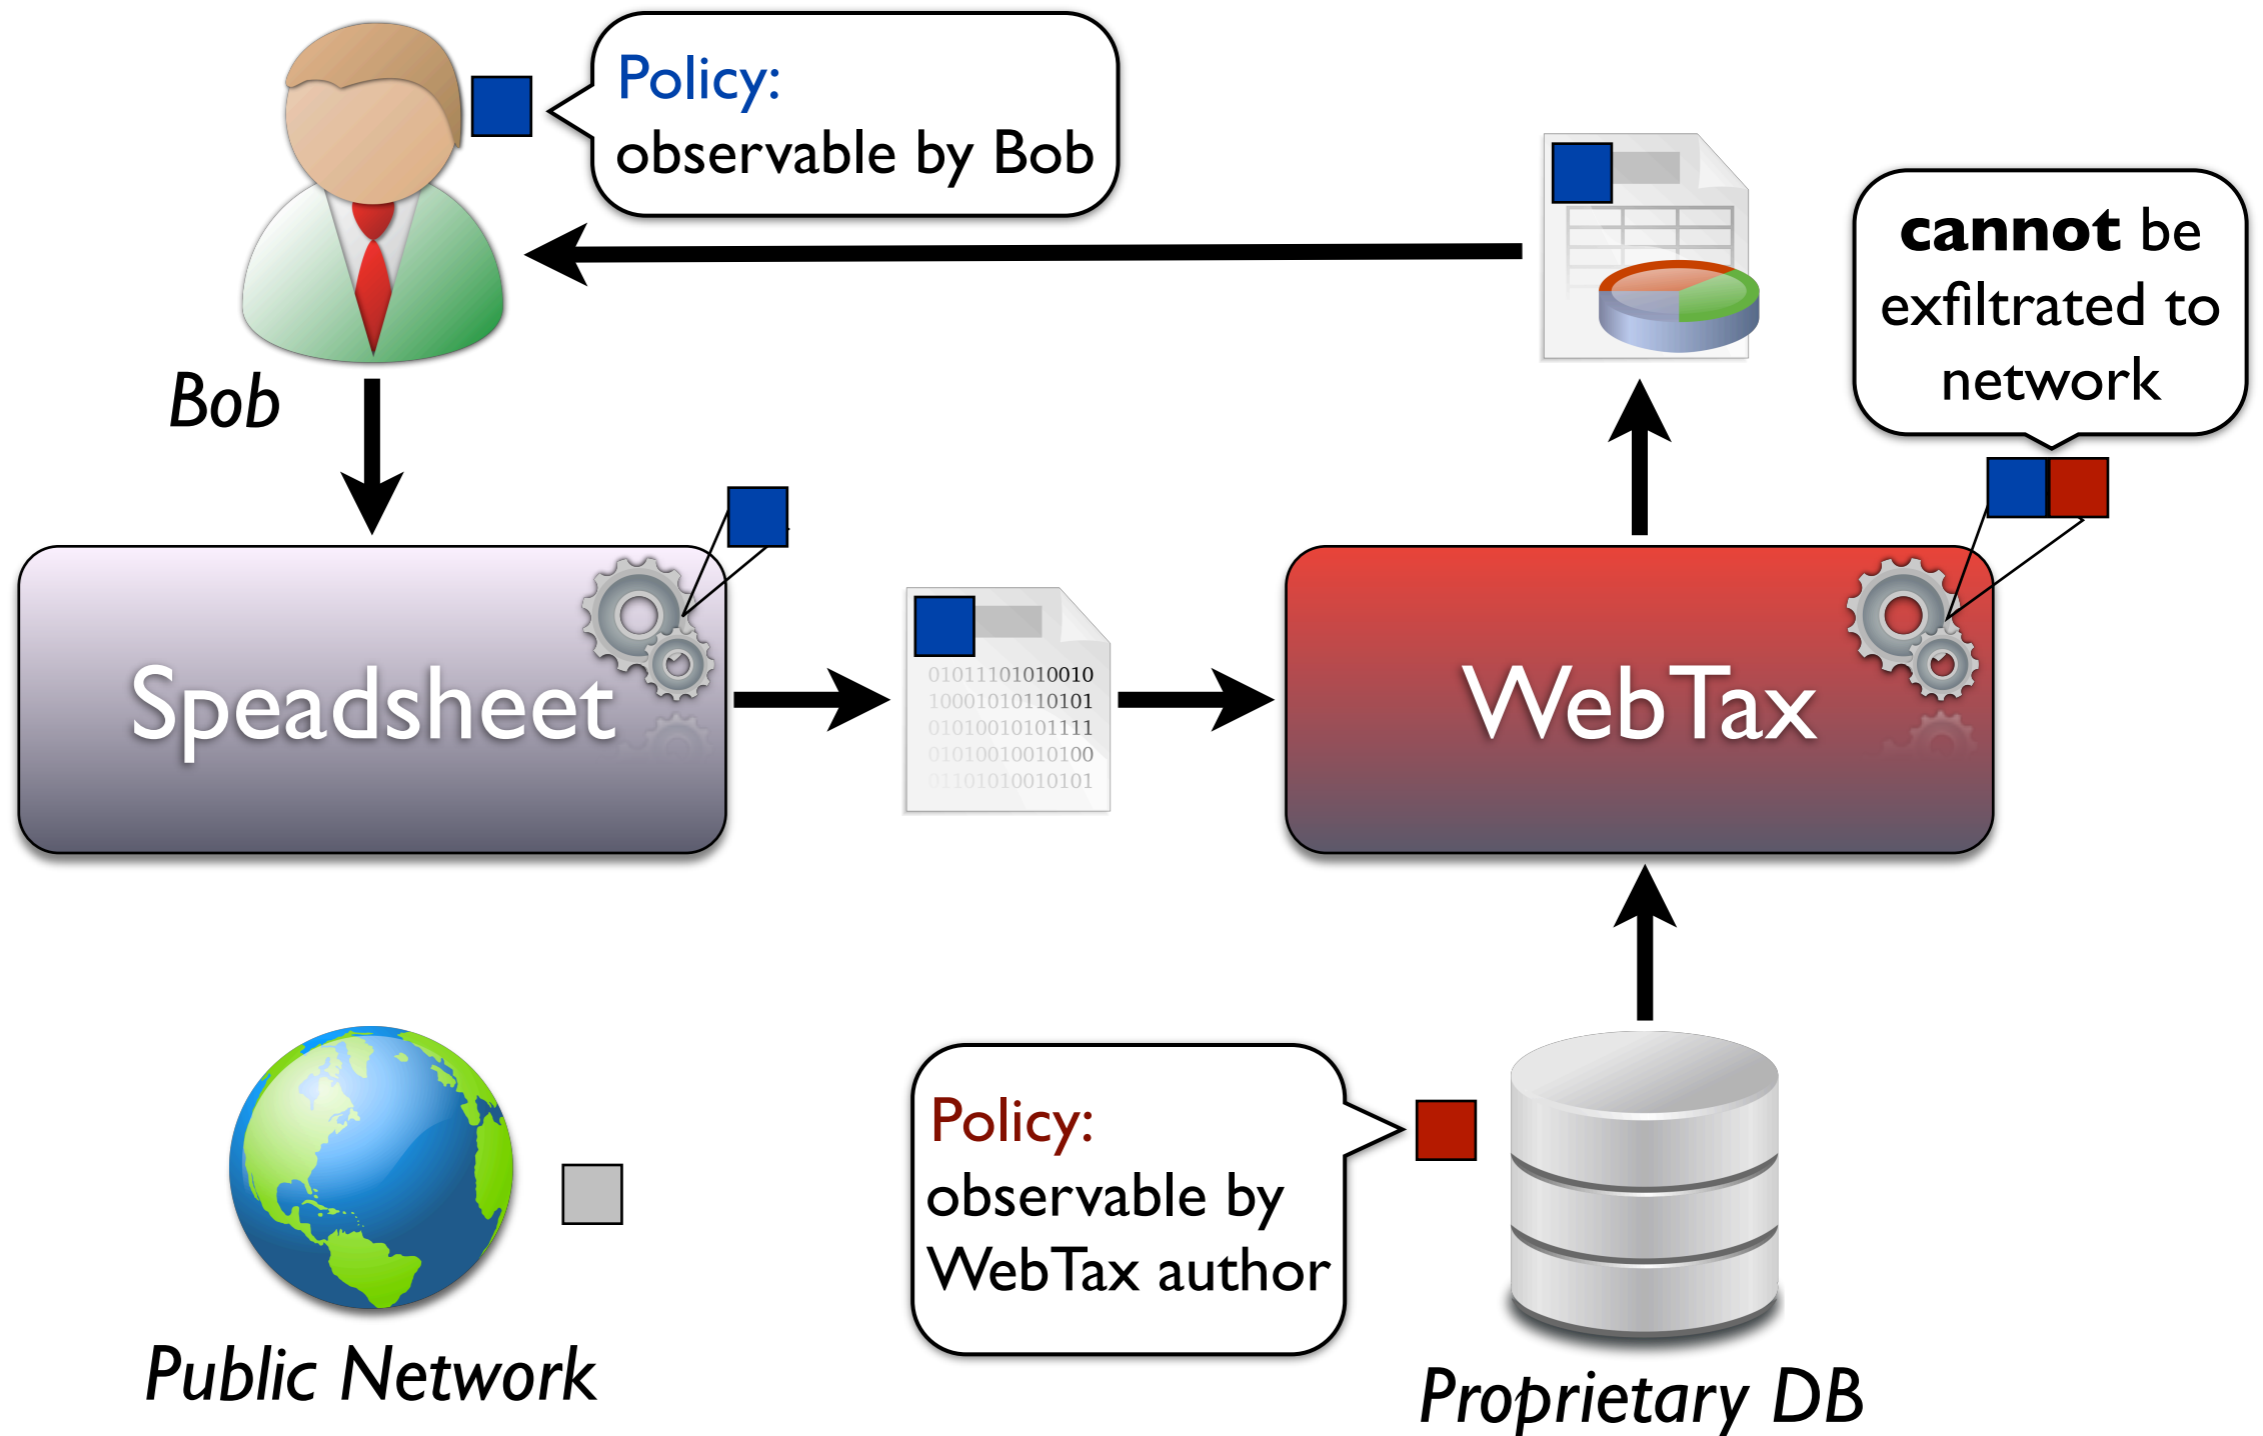 Policy:
observable by Bob
cannot be
exfiltrated to
network
Bob
Speadsheet
01011101010010
10001010110101
01010010101111
01010010010100
01101010010101
WebTax
Policy:
observable by
WebTax author
Public Network
Proprietary DB